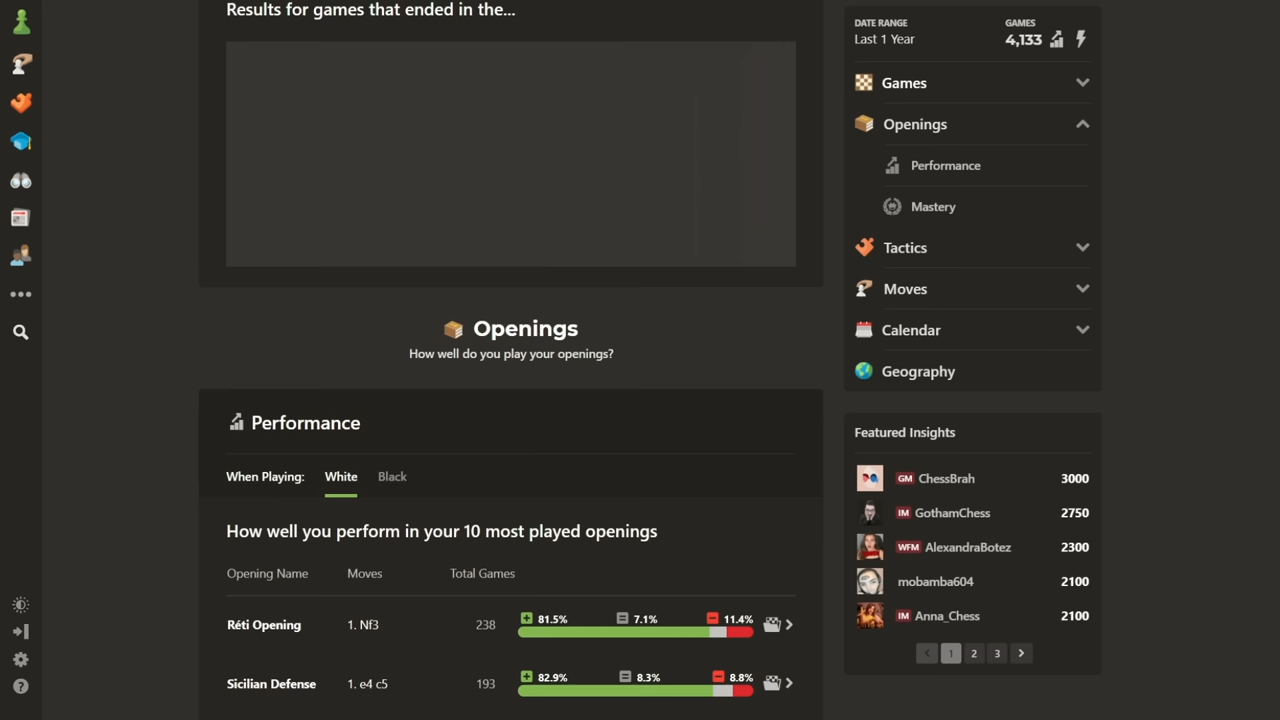 Results for games that ended in the...
Openings
How well do you play your openings?
Performance
When Playing: White Black
How well you perform in your 10 most played openings
Opening Name Moves Total Games
Réti Opening 1. Nf3 238 81.5% 7.1% 11.4%
Sicilian Defense 1. e4 c5 193 82.9% 8.3% 8.8%
DATE RANGE GAMES
Last 1 Year 4,133
Games
Openings
Performance
Mastery
Tactics
Moves
Calendar
Geography
Featured Insights
GM ChessBrah 3000
IM GothamChess 2750
WFM AlexandraBotez 2300
mobamba604 2100
IM Anna_Chess 2100
< 1 2 3 >